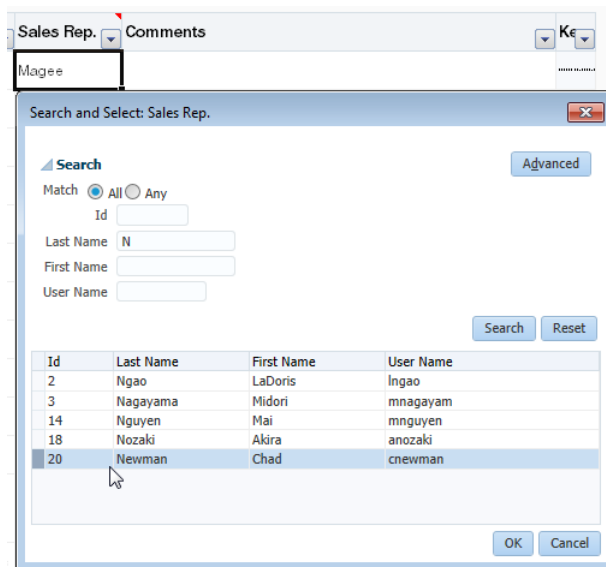 Sales Rep. Comments Ke
Magee
Search and Select: Sales Rep.
Search Advanced
Match All Any
Id
Last Name N
First Name
User Name
Search Reset
Id Last Name First Name User Name
2 Ngao LaDoris lngao
3 Nagayama Midori mnagayam
14 Nguyen Mai mnguyen
18 Nozaki Akira anozaki
20 Newman Chad cnewman
OK Cancel